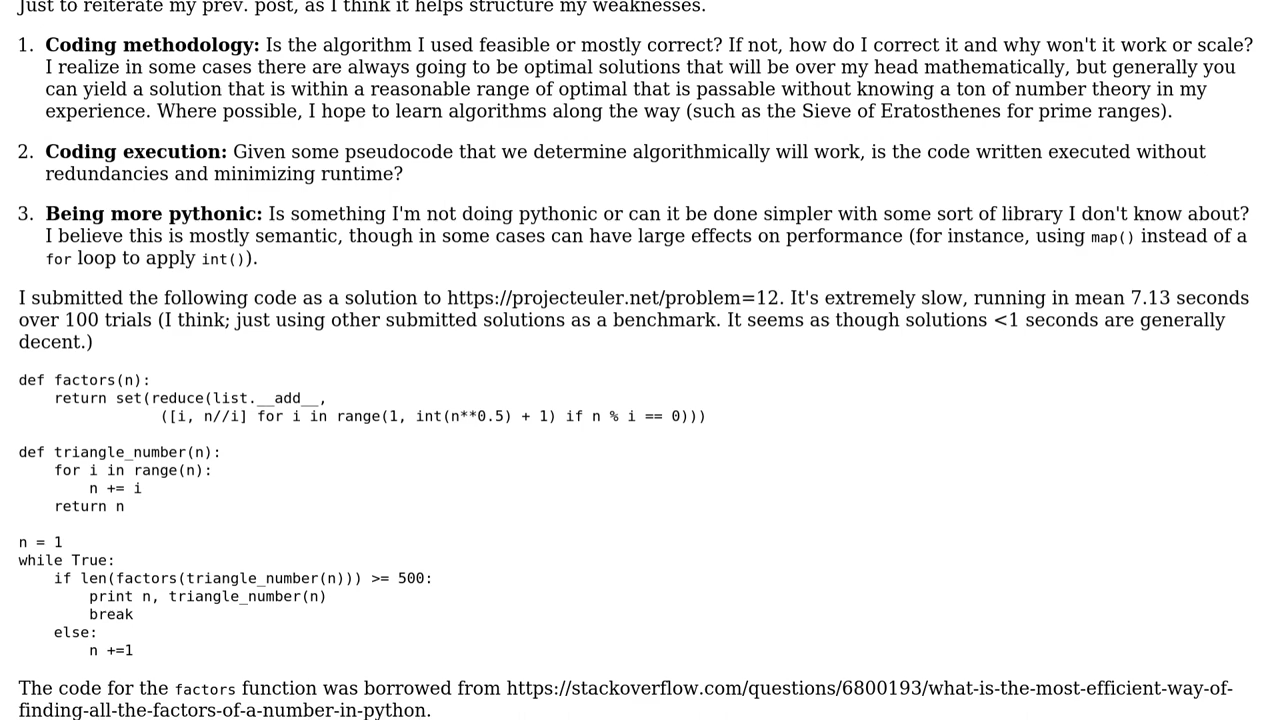 Just to reiterate my prev. post, as I think it helps structure my weaknesses.
1. Coding methodology: Is the algorithm I used feasible or mostly correct? If not, how do I correct it and why won't it work or scale?
I realize in some cases there are always going to be optimal solutions that will be over my head mathematically, but generally you
can yield a solution that is within a reasonable range of optimal that is passable without knowing a ton of number theory in my
experience. Where possible, I hope to learn algorithms along the way (such as the Sieve of Eratosthenes for prime ranges).
2. Coding execution: Given some pseudocode that we determine algorithmically will work, is the code written executed without
redundancies and minimizing runtime?
3. Being more pythonic: Is something I'm not doing pythonic or can it be done simpler with some sort of library I don't know about?
I believe this is mostly semantic, though in some cases can have large effects on performance (for instance, using map() instead of a
for loop to apply int()).
I submitted the following code as a solution to https://projecteuler.net/problem=12. It's extremely slow, running in mean 7.13 seconds
over 100 trials (I think; just using other submitted solutions as a benchmark. It seems as though solutions <1 seconds are generally
decent.)
def factors(n):
    return set(reduce(list.__add__,
                ([i, n//i] for i in range(1, int(n**0.5) + 1) if n % i == 0)))
def triangle_number(n):
    for i in range(n):
        n += i
    return n
n = 1
while True:
    if len(factors(triangle_number(n))) >= 500:
        print n, triangle_number(n)
        break
    else:
        n +=1
The code for the factors function was borrowed from https://stackoverflow.com/questions/6800193/what-is-the-most-efficient-way-of-
finding-all-the-factors-of-a-number-in-python.